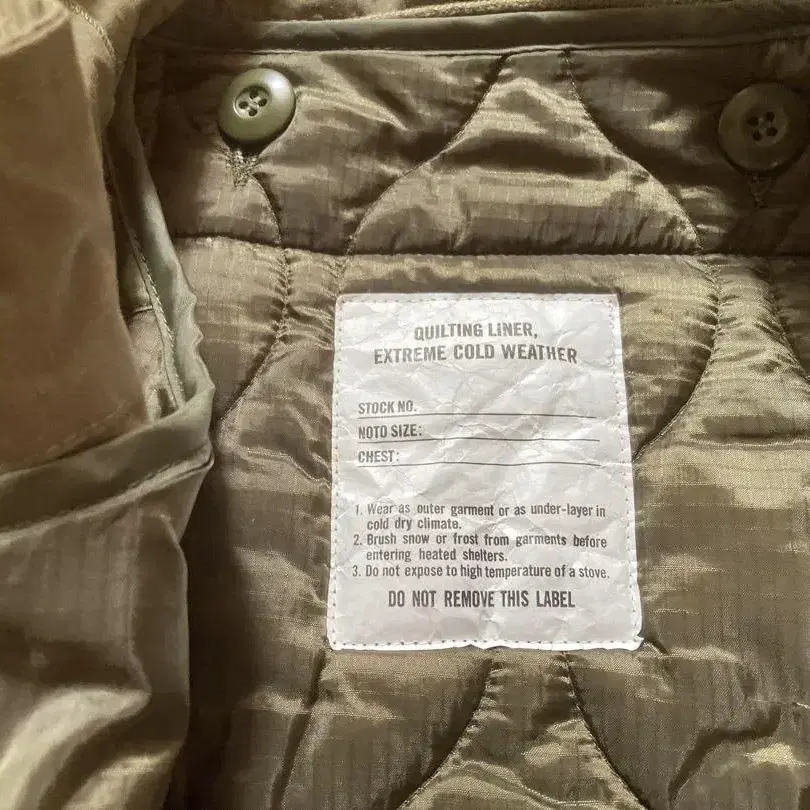 QUILTING LINER,
EXTREME COLD WEATHER
STOCK NO.
NOTO SIZE:
CHEST:
1. Wear as outer garment or as under-layer in
cold dry climate.
2. Brush snow or frost from garments before
entering heated shelters.
3. Do not expose to high temperature of a stove.
DO NOT REMOVE THIS LABEL